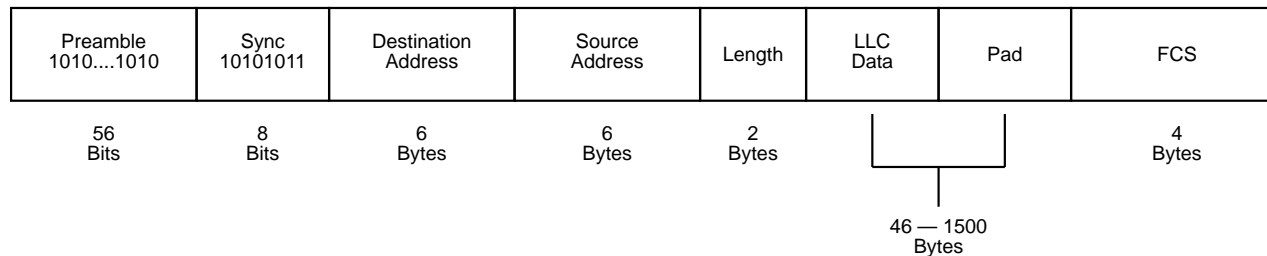 Preamble
1010....1010
Sync
10101011
Destination
Address
Source
Address
Length
LLC
Data
Pad
FCS
56
Bits
8
Bits
6
Bytes
6
Bytes
2
Bytes
4
Bytes
46 — 1500
Bytes